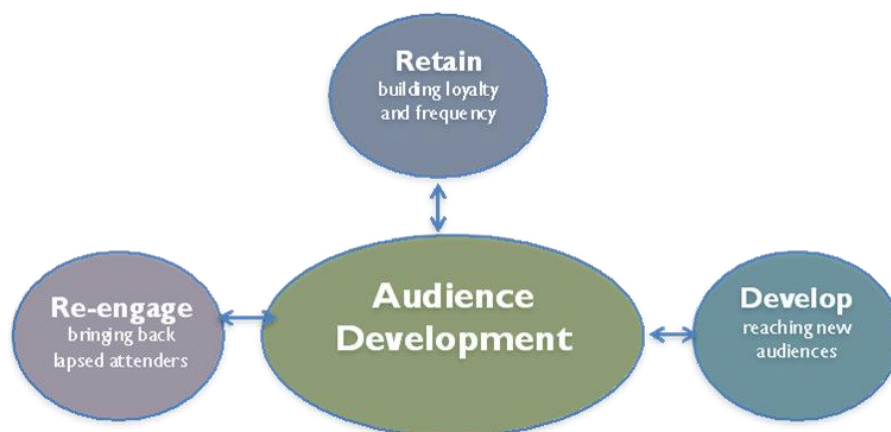 Retain
building loyalty
and frequency
Re-engage
bringing back
lapsed attenders
Audience
Development
Develop
reaching new
audiences